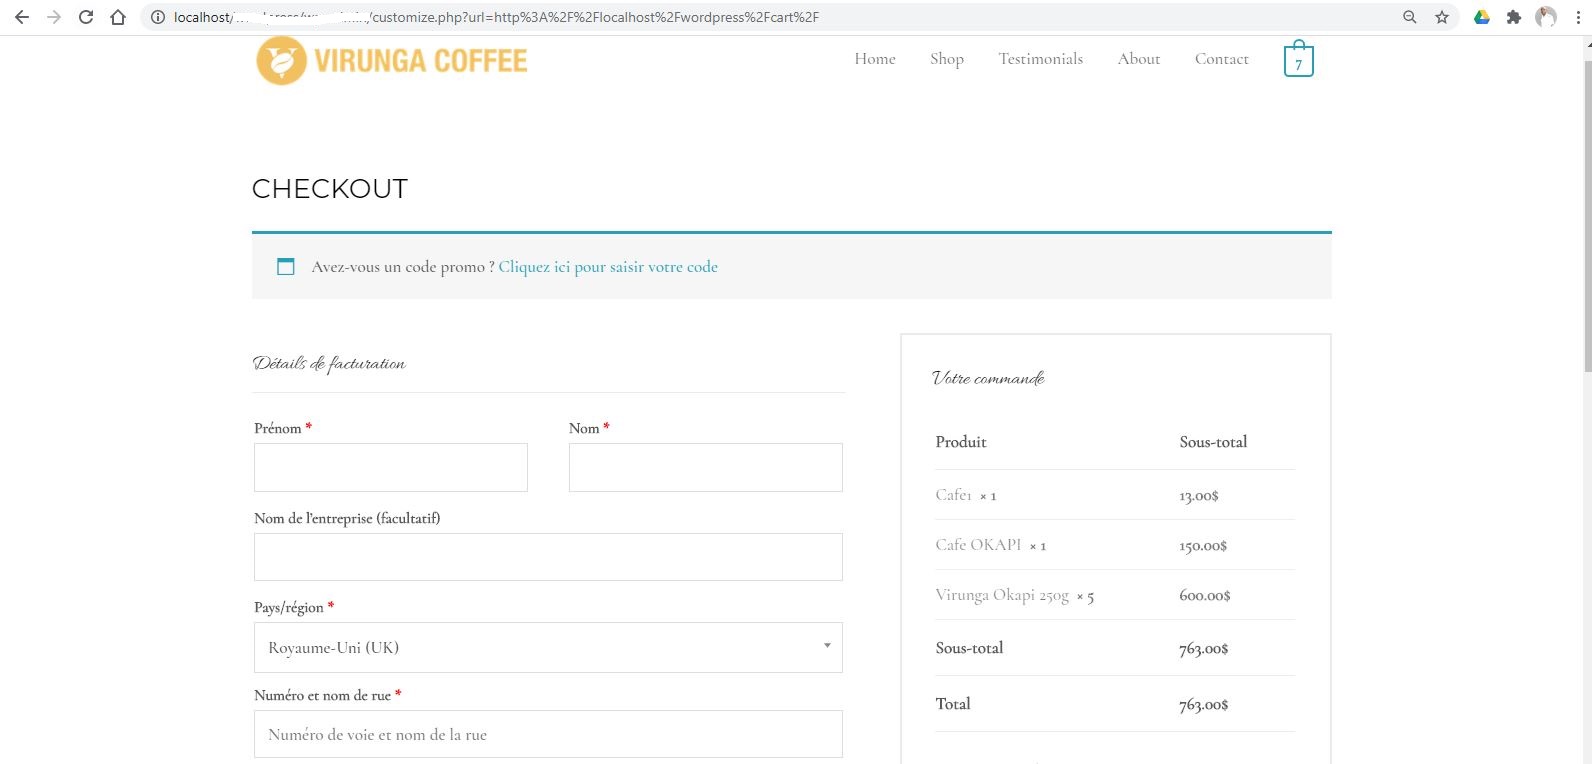 localhost/
/customize.php?url=http%3A%2F%2Flocalhost%2Fwordpress%2Fcart%2F
VIRUNGA COFFEE
Home Shop Testimonials About Contact 7
CHECKOUT
Avez-vous un code promo ? Cliquez ici pour saisir votre code
Détails de facturation
Prénom *
Nom *
Nom de l'entreprise (facultatif)
Pays/région *
Royaume-Uni (UK)
Numéro et nom de rue *
Numéro de voie et nom de la rue
Votre commande
Produit Sous-total
Cafe1 × 1 13.00$
Cafe OKAPI × 1 150.00$
Virunga Okapi 250g × 5 600.00$
Sous-total 763.00$
Total 763.00$